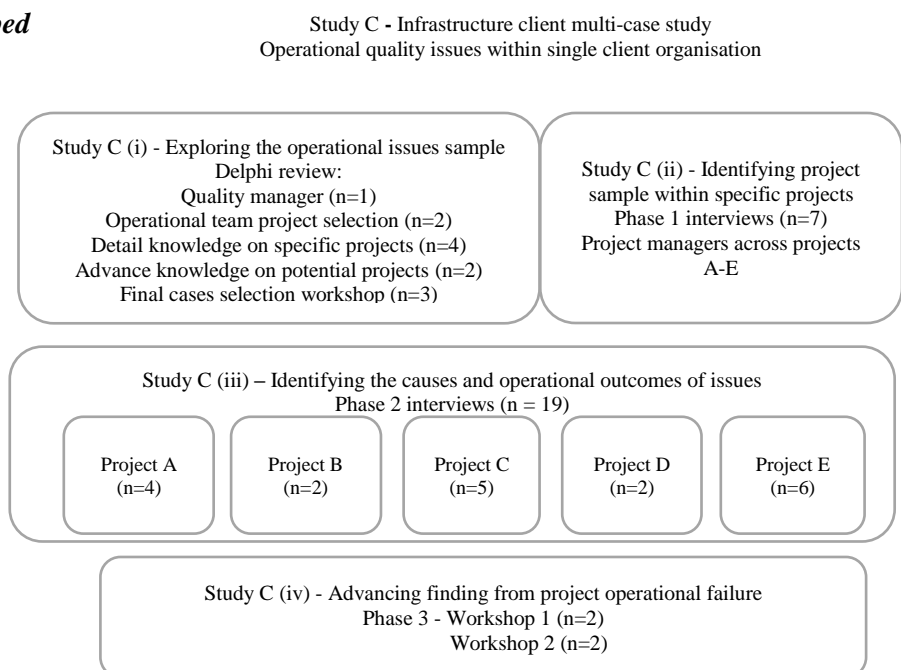 ped
Study C - Infrastructure client multi-case study
Operational quality issues within single client organisation
Study C (i) - Exploring the operational issues sample
Delphi review:
Quality manager (n=1)
Operational team project selection (n=2)
Detail knowledge on specific projects (n=4)
Advance knowledge on potential projects (n=2)
Final cases selection workshop (n=3)
Study C (ii) - Identifying project
sample within specific projects
Phase 1 interviews (n=7)
Project managers across projects
A-E
Study C (iii) – Identifying the causes and operational outcomes of issues
Phase 2 interviews (n = 19)
Project A
(n=4)
Project B
(n=2)
Project C
(n=5)
Project D
(n=2)
Project E
(n=6)
Study C (iv) - Advancing finding from project operational failure
Phase 3 - Workshop 1 (n=2)
Workshop 2 (n=2)